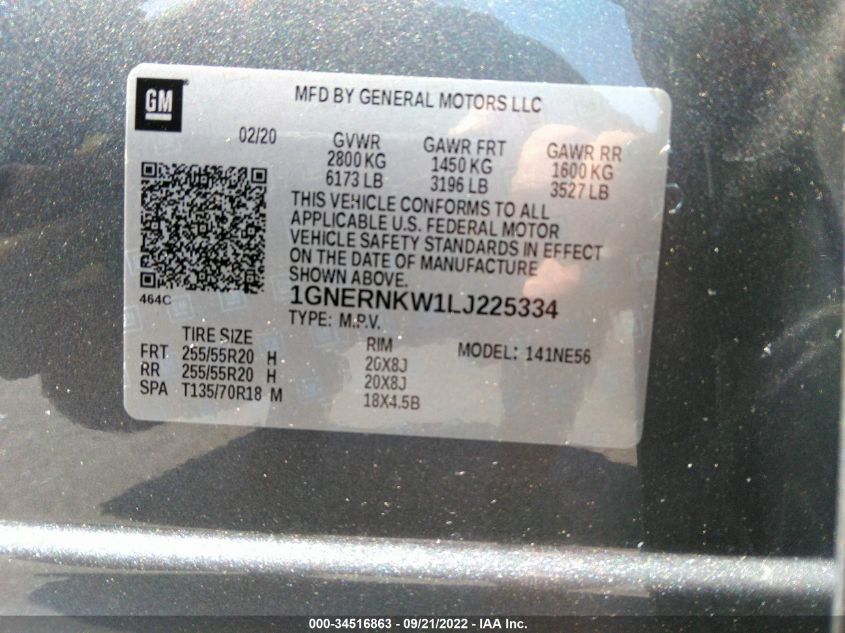 GM
MFD BY GENERAL MOTORS LLC
02/20
GVWR GAWR FRT GAWR RR
2800 KG 1450 KG 1600 KG
6173 LB 3196 LB 3527 LB
THIS VEHICLE CONFORMS TO ALL
APPLICABLE U.S. FEDERAL MOTOR
VEHICLE SAFETY STANDARDS IN EFFECT
ON THE DATE OF MANUFACTURE
SHOWN ABOVE.
464C
1GNERNKW1LJ225334
TYPE: M.P.V.
TIRE SIZE RIM MODEL: 141NE56
FRT 255/55R20 H 20X8J
RR 255/55R20 H 20X8J
SPA T135/70R18 M 18X4.5B
000-34516863 - 09/21/2022 - IAA Inc.